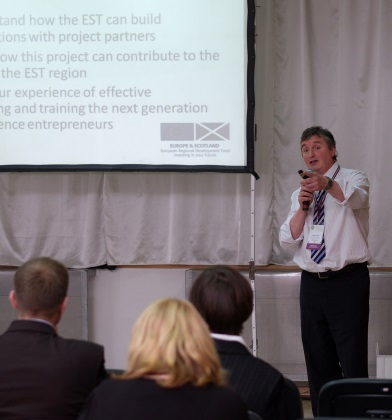 stand how the EST can build
tions with project partners
ow this project can contribute to the
the EST region
ur experience of effective
ng and training the next generation
ence entrepreneurs
EUROPE & SCOTLAND
European Regional Development Fund
Investing in your Future